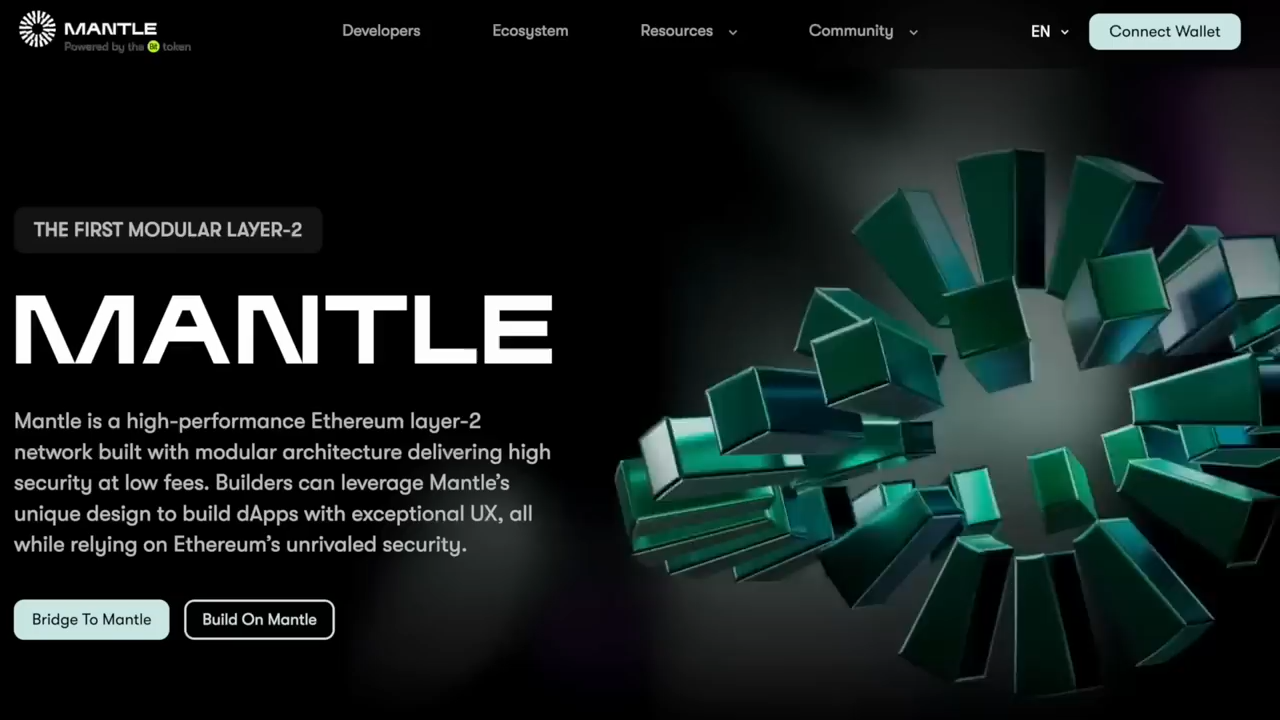 MANTLE
Powered by the Bit token
Developers
Ecosystem
Resources
Community
EN
Connect Wallet
THE FIRST MODULAR LAYER-2
MANTLE
Mantle is a high-performance Ethereum layer-2
network built with modular architecture delivering high
security at low fees. Builders can leverage Mantle’s
unique design to build dApps with exceptional UX, all
while relying on Ethereum’s unrivaled security.
Bridge To Mantle
Build On Mantle